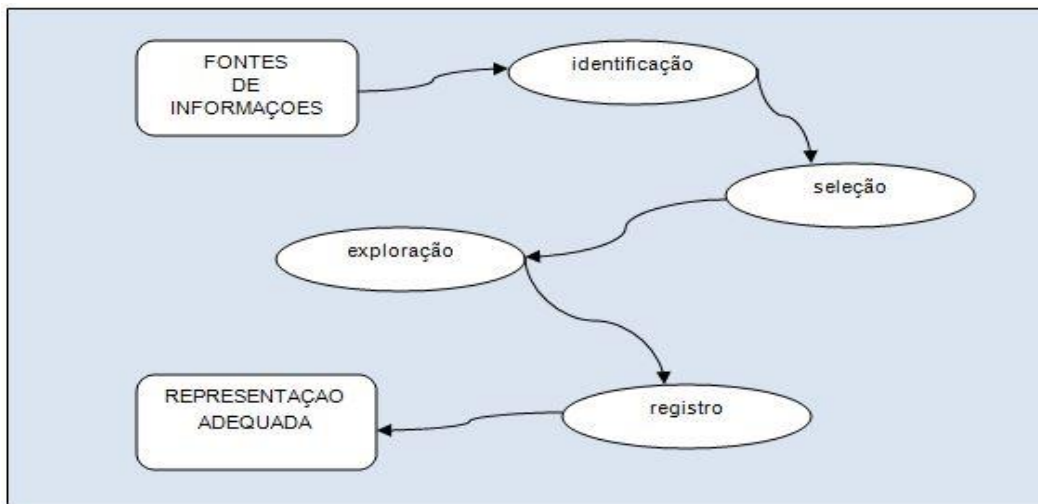 FONTES
DE
INFORMAÇOES
identificação
seleção
exploração
registro
REPRESENTAÇAO
ADEQUADA